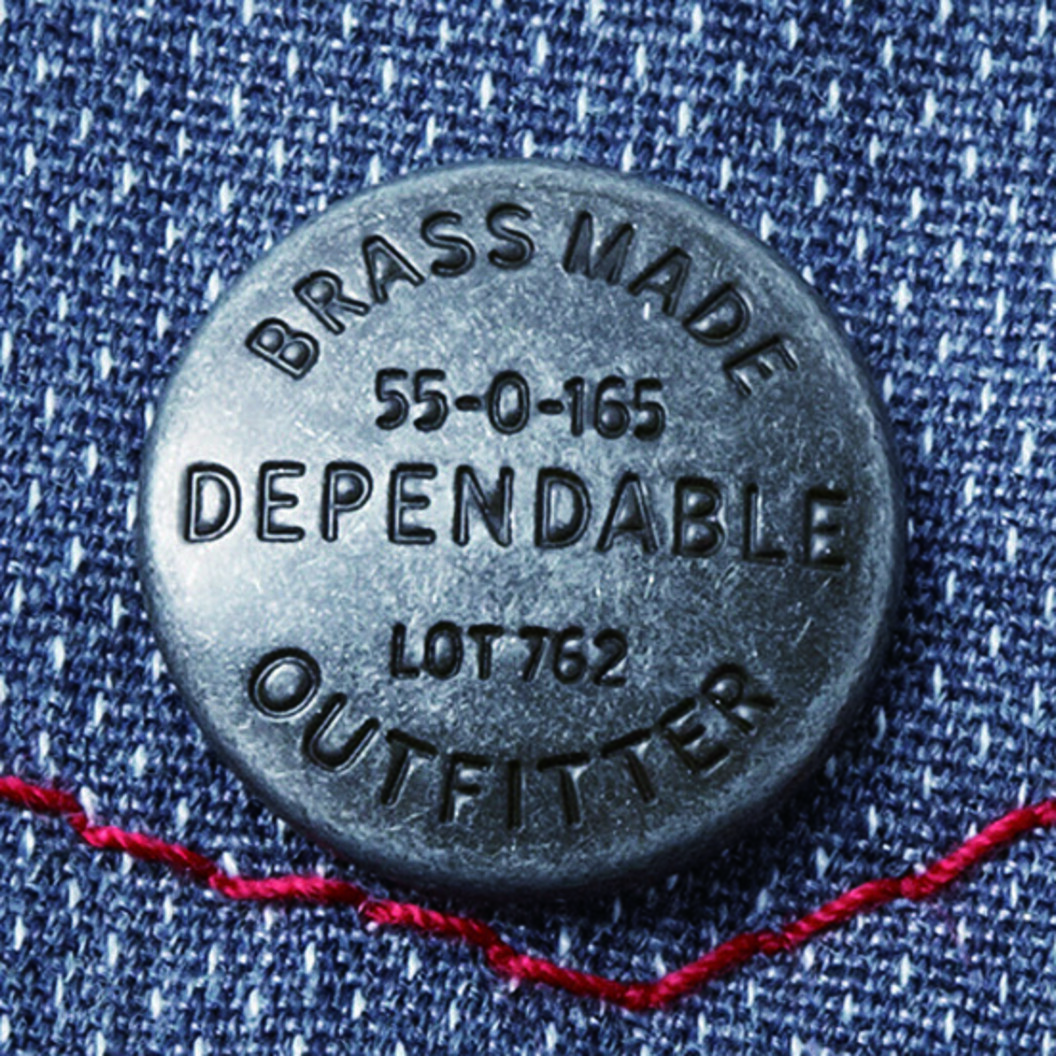 BRASS MADE
55-0-165
DEPENDABLE
LOT 762
OUTFITTER